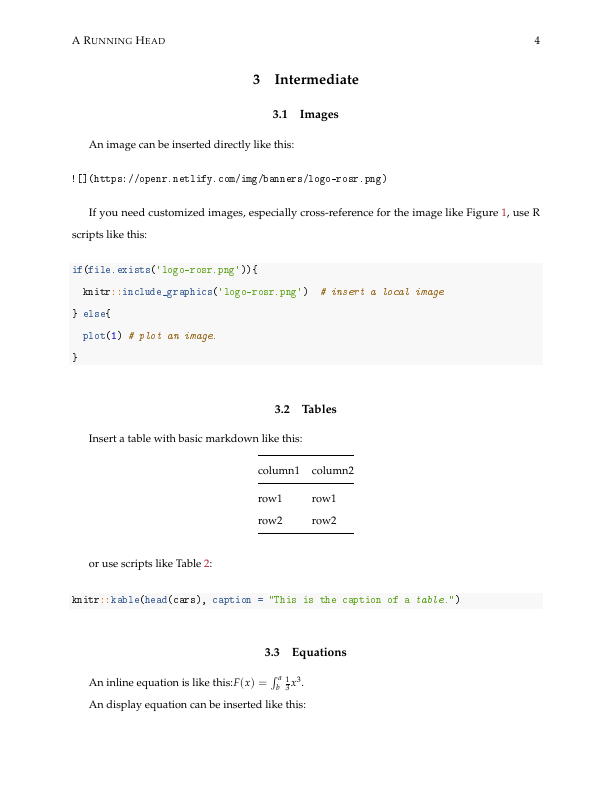 A RUNNING HEAD 4
3 Intermediate
3.1 Images
An image can be inserted directly like this:
![](https://openr.netlify.com/img/banners/logo-rosr.png)
If you need customized images, especially cross-reference for the image like Figure 1, use R
scripts like this:
if(file.exists('logo-rosr.png')){
knitr::include_graphics('logo-rosr.png') # insert a local image
} else{
plot(1) # plot an image.
}
3.2 Tables
Insert a table with basic markdown like this:
column1 column2
row1 row1
row2 row2
or use scripts like Table 2:
knitr::kable(head(cars), caption = "This is the caption of a table.")
3.3 Equations
An inline equation is like this:F(x) = ∫_b^a 1/3 x^3.
An display equation can be inserted like this: